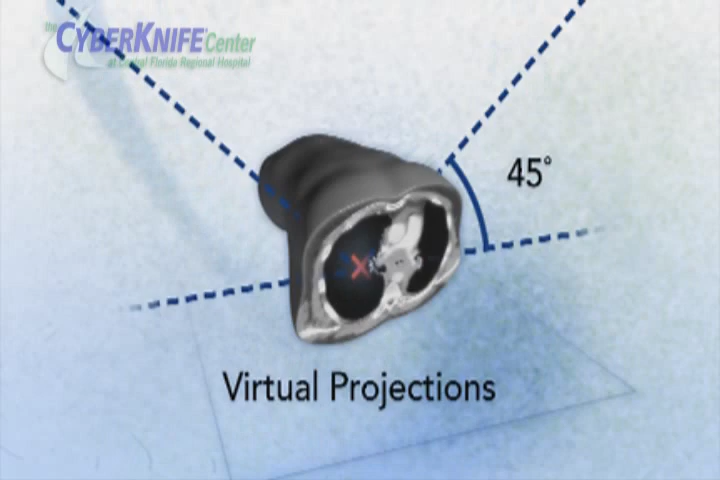 the
CYBERKNIFE® Center
at Central Florida Regional Hospital
45°
Virtual Projections